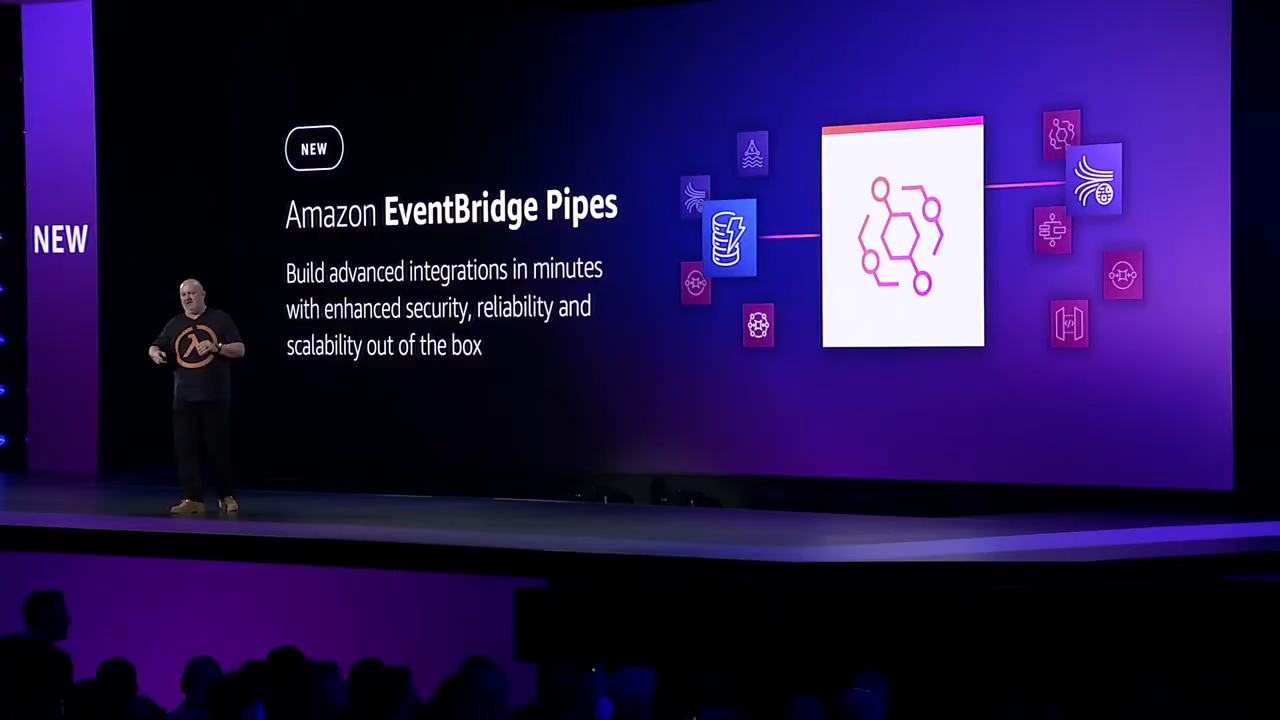 NEW
NEW
Amazon EventBridge Pipes
Build advanced integrations in minutes
with enhanced security, reliability and
scalability out of the box